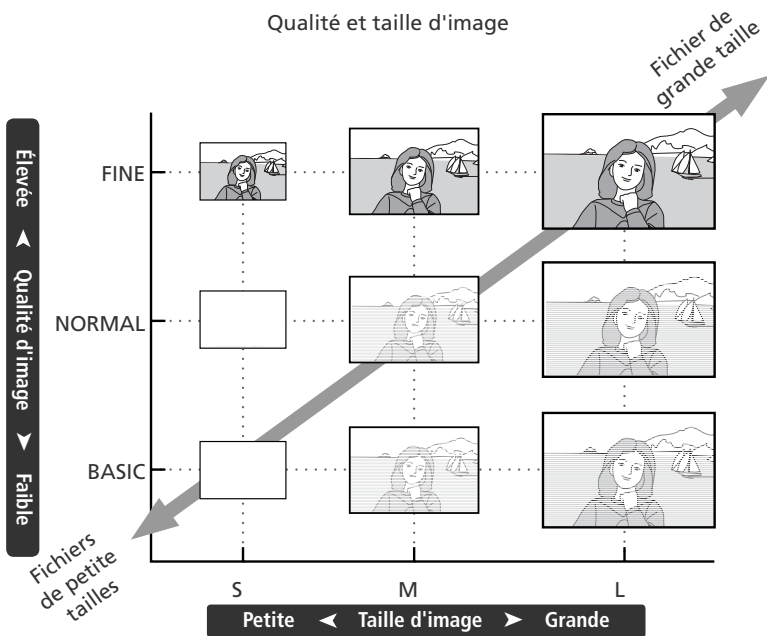 Qualité et taille d'image
Fichier de
grande taille
Élevée
Qualité d'image
Faible
FINE
NORMAL
BASIC
Fichiers
de petite
tailles
S
M
L
Petite
Taille d'image
Grande